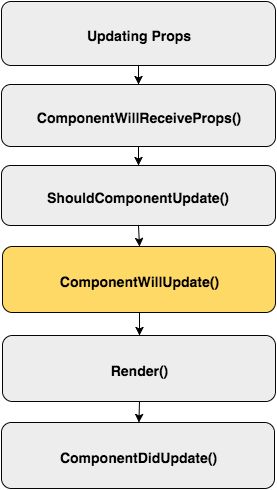 Updating Props
ComponentWillReceiveProps()
ShouldComponentUpdate()
ComponentWillUpdate()
Render()
ComponentDidUpdate()